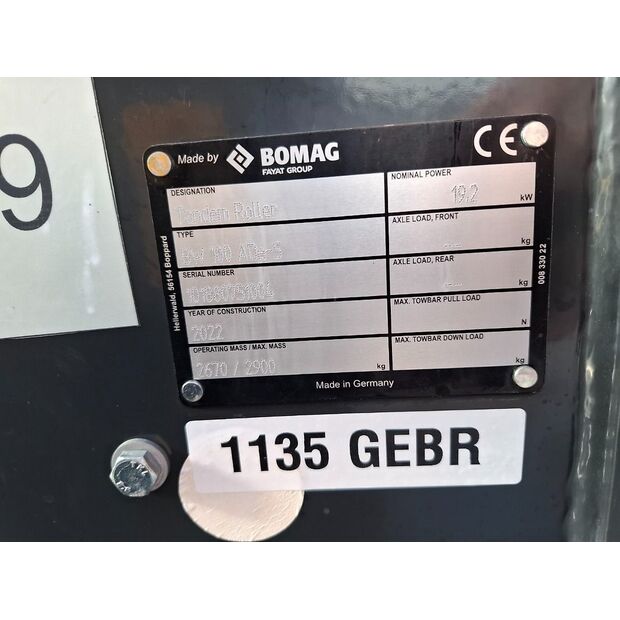 9
Made by BOMAG
FAYAT GROUP
CE
DESIGNATION
Tandem Roller
NOMINAL POWER
19.2 kW
TYPE
AXLE LOAD, FRONT
-- kg
SERIAL NUMBER
AXLE LOAD, REAR
-- kg
YEAR OF CONSTRUCTION
2022
MAX. TOWBAR PULL LOAD
N
OPERATING MASS / MAX. MASS
2670 / 2900 kg
MAX. TOWBAR DOWN LOAD
kg
Hellerwald, 56154 Boppard
008 330 22
Made in Germany
1135 GEBR